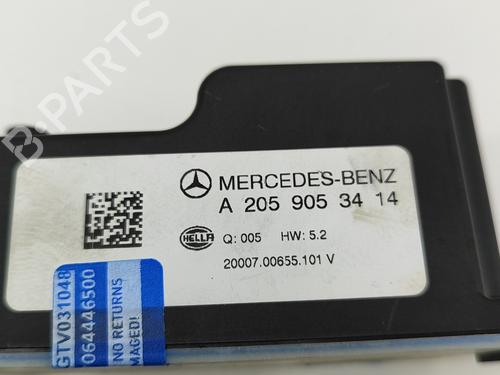 MERCEDES-BENZ
A 205 905 34 14
HELLA Q: 005 HW: 5.2
20007.00655.101 V
GTV031048
064446500
NO RETURNS
MAGED!
B-PARTS